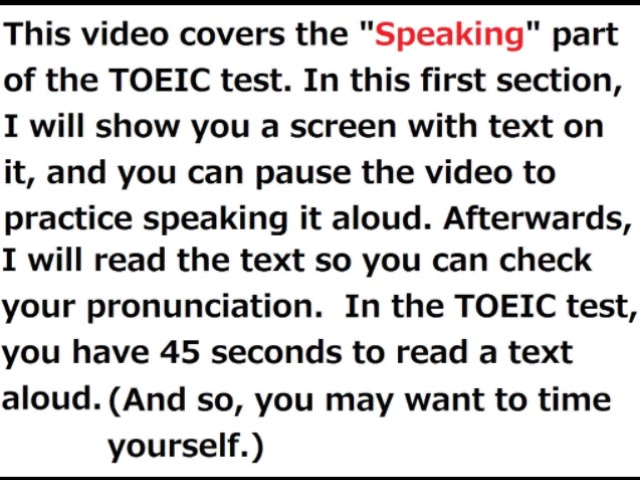 This video covers the "Speaking" part
of the TOEIC test. In this first section,
I will show you a screen with text on
it, and you can pause the video to
practice speaking it aloud. Afterwards,
I will read the text so you can check
your pronunciation.  In the TOEIC test,
you have 45 seconds to read a text
aloud. (And so, you may want to time
yourself.)